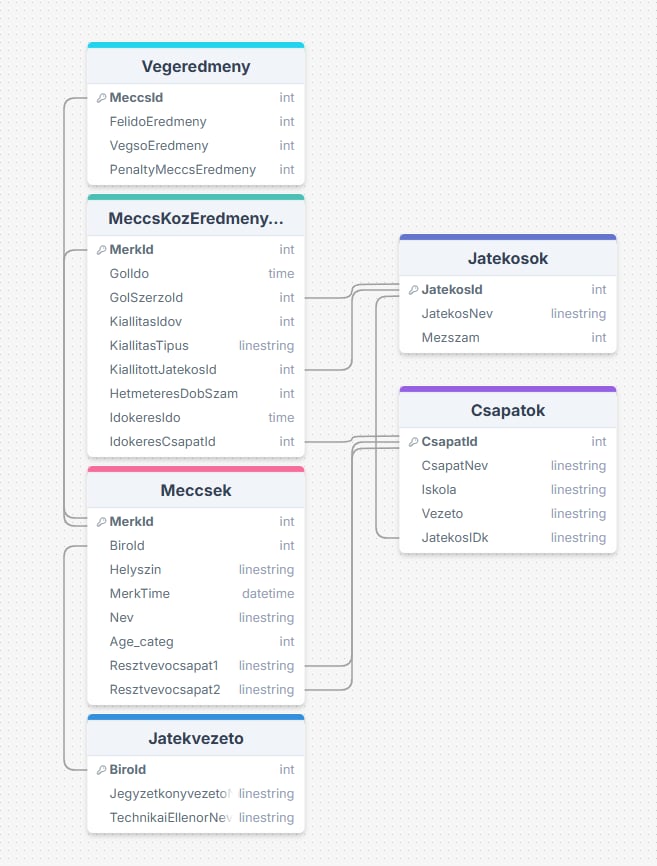 Vegeredmeny
MeccsId int
FelidoEredmeny int
VegsoEredmeny int
PenaltyMeccsEredmeny int
MeccsKozEredmeny...
MerkId int
GolIdo time
GolSzerzoId int
KiallitasIdov int
KiallitasTipus linestring
KiallitottJatekosId int
HetmeteresDobSzam int
IdokeresIdo time
IdokeresCsapatId int
Meccsek
MerkId int
BiroId int
Helyszin linestring
MerkTime datetime
Nev linestring
Age_categ int
Resztvevocsapat1 linestring
Resztvevocsapat2 linestring
Jatekvezeto
BiroId int
Jegyzetkonyvezeto linestring
TechnikaiEllenorNev linestring
Jatekosok
JatekosId int
JatekosNev linestring
Mezszam int
Csapatok
CsapatId int
CsapatNev linestring
Iskola linestring
Vezeto linestring
JatekosIDk linestring